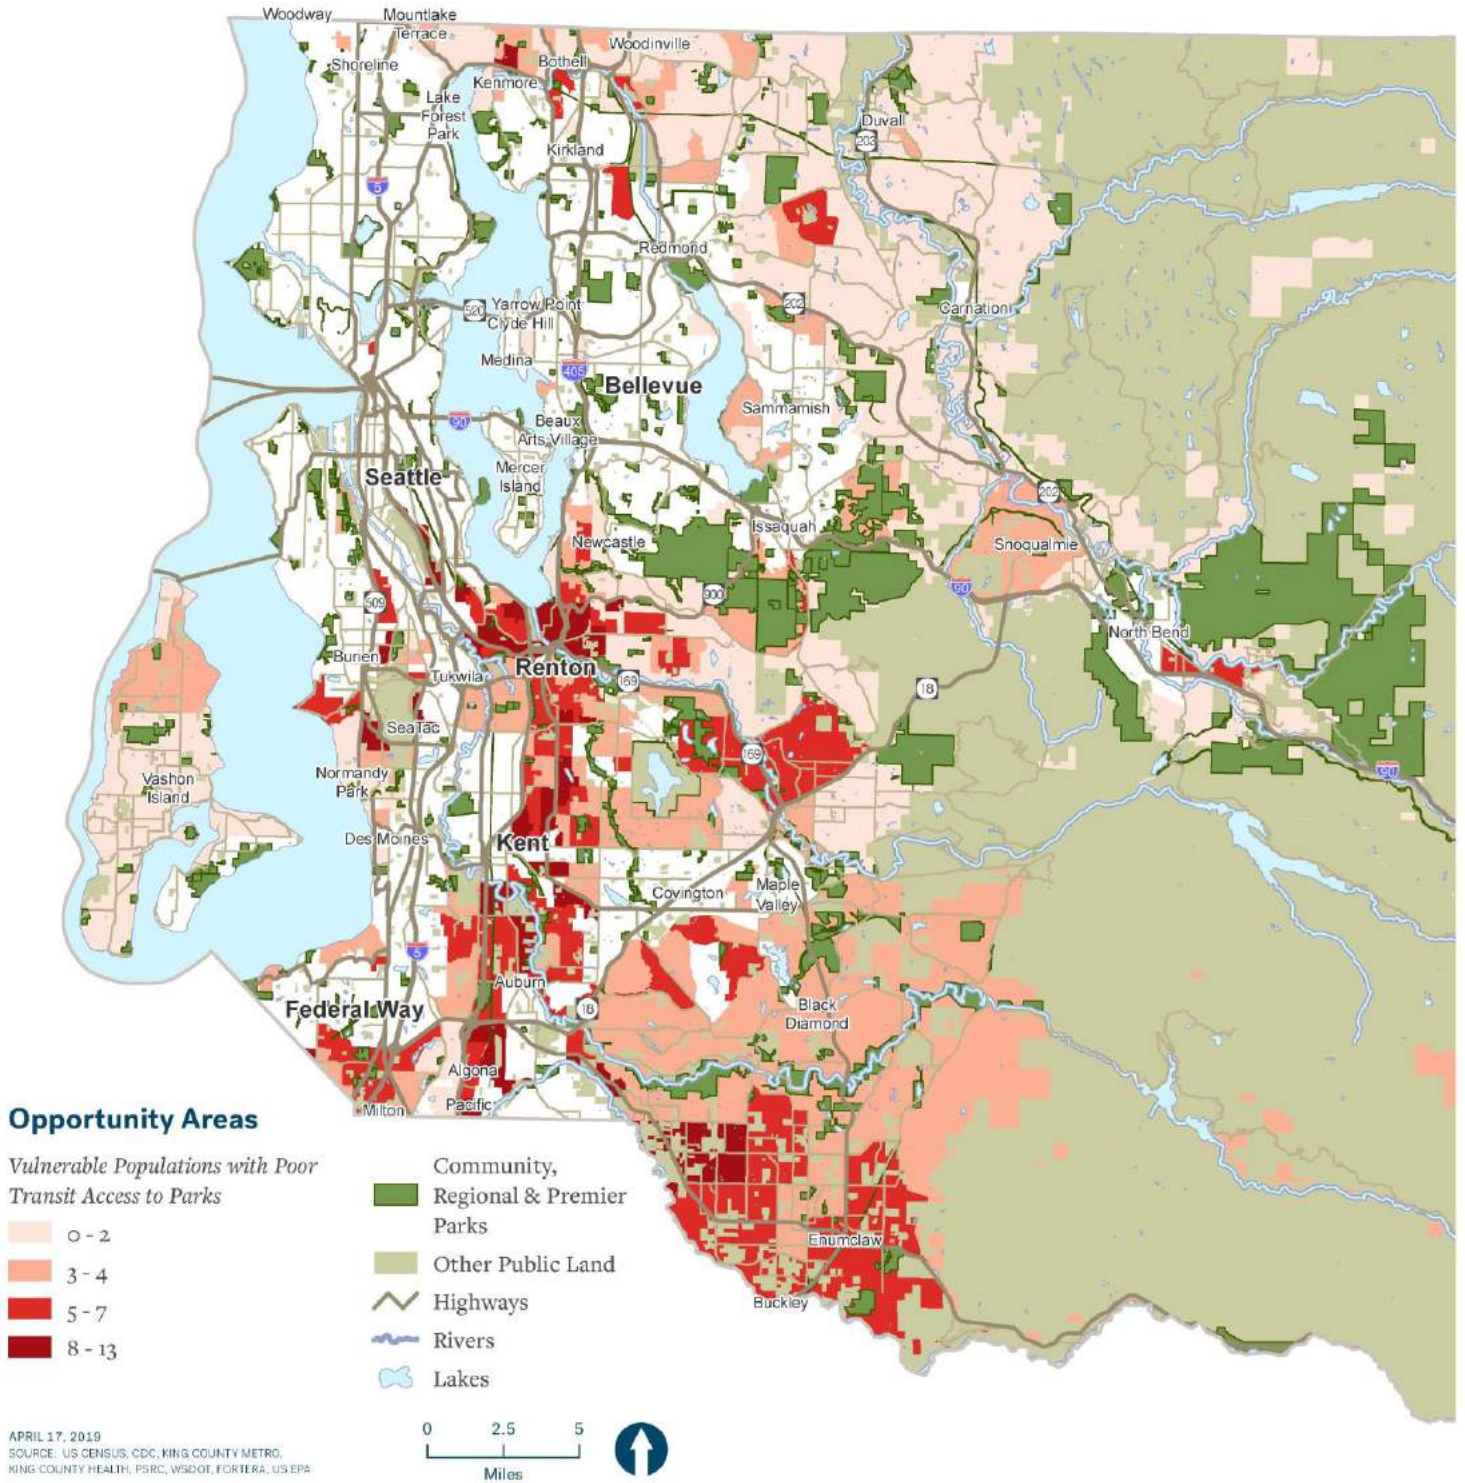 Woodway
Mountlake
Terrace
Woodinville
Shoreline
Bothell
Kenmore
Lake
Forest
Park
Duvall
203
Kirkland
5
Redmond
202
520
Yarrow Point
Clyde Hill
Carnation
Medina
405
Bellevue
Sammamish
90
Beaux
Arts Village
Seattle
Mercer
Island
202
Issaquah
Newcastle
Snoqualmie
90
900
509
North Bend
Burien
Renton
Tukwila
169
18
SeaTac
169
Vashon
Island
Normandy
Park
90
Des Moines
Kent
Covington
Maple
Valley
5
Auburn
Federal Way
18
Black
Diamond
Algona
Milton
Pacific
Enumclaw
Buckley
Opportunity Areas
Vulnerable Populations with Poor
Transit Access to Parks
0 - 2
3 - 4
5 - 7
8 - 13
Community,
Regional & Premier
Parks
Other Public Land
Highways
Rivers
Lakes
0 2.5 5
Miles
APRIL 17, 2019
SOURCE: US CENSUS, CDC, KING COUNTY METRO,
KING COUNTY HEALTH, PSRC, WSDOT, FORTERA, US EPA